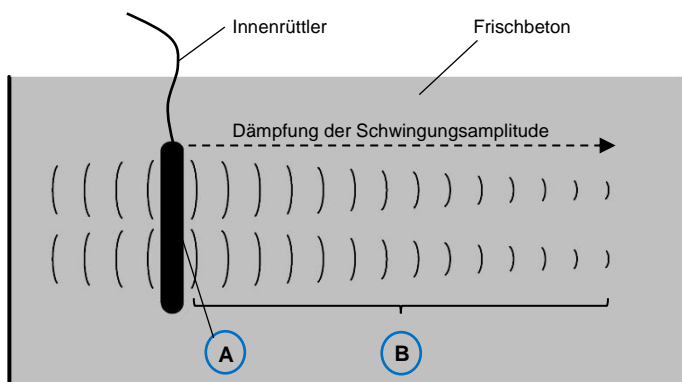 Innenrüttler
Frischbeton
Dämpfung der Schwingungsamplitude
A
B